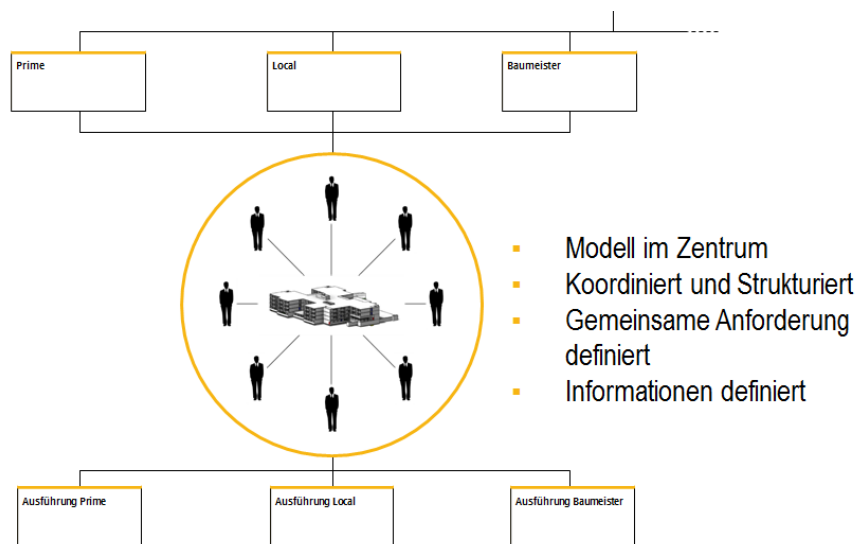 Prime
Local
Baumeister
▪ Modell im Zentrum
▪ Koordiniert und Strukturiert
▪ Gemeinsame Anforderung
definiert
▪ Informationen definiert
Ausführung Prime
Ausführung Local
Ausführung Baumeister